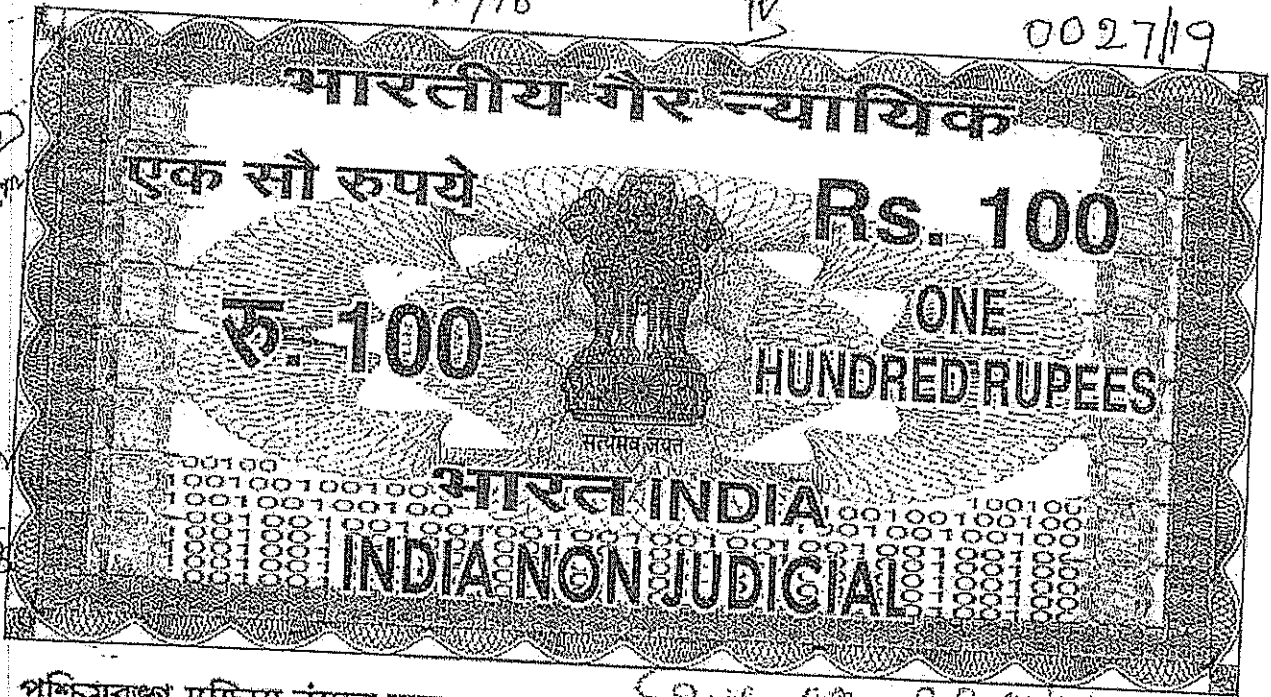 0027/19
भारतीय गैर न्यायिक
एक सौ रुपये
Rs. 100
रु. 100
ONE
HUNDRED RUPEES
सत्यमेव जयते
भारत INDIA
INDIA NON JUDICIAL